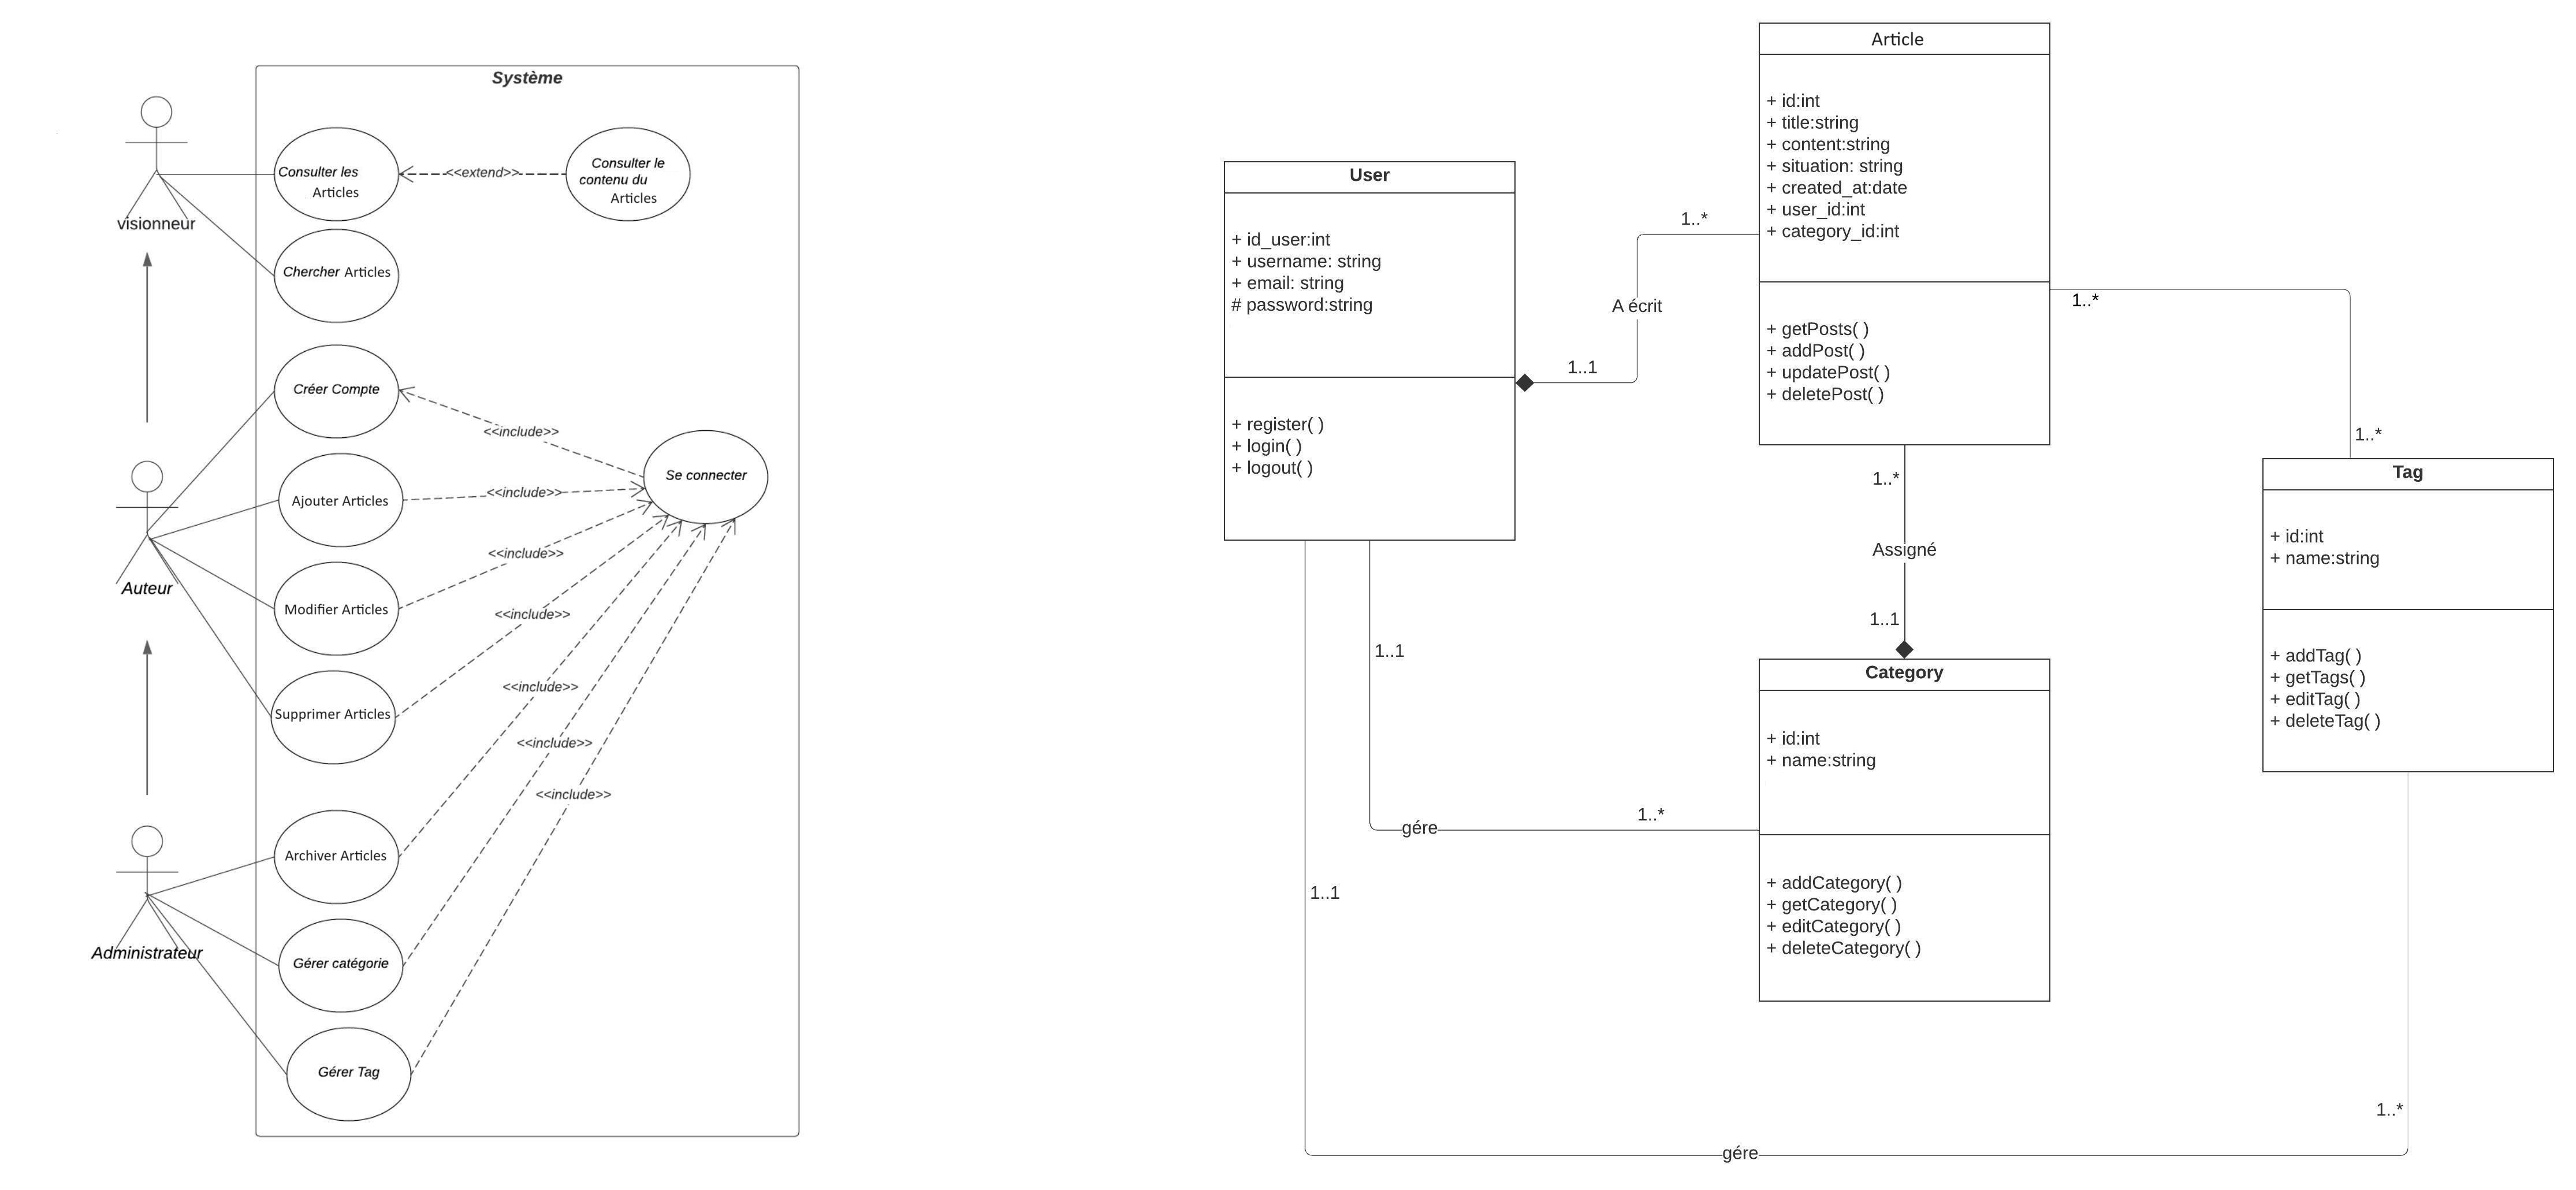 Système
Consulter les
Articles
<<extend>>
Consulter le
contenu du
Articles
visionneur
Chercher Articles
Créer Compte
<<include>>
Se connecter
Ajouter Articles
<<include>>
Auteur
Modifier Articles
<<include>>
Supprimer Articles
<<include>>
<<include>>
<<include>>
<<include>>
Archiver Articles
Administrateur
Gérer catégorie
Gérer Tag
Article
+ id:int
+ title:string
+ content:string
+ situation: string
+ created_at:date
+ user_id:int
+ category_id:int
+ getPosts( )
+ addPost( )
+ updatePost( )
+ deletePost( )
User
+ id_user:int
+ username: string
+ email: string
# password:string
+ register( )
+ login( )
+ logout( )
1..*
A écrit
1..1
1..*
1..*
Tag
+ id:int
+ name:string
+ addTag( )
+ getTags( )
+ editTag( )
+ deleteTag( )
1..*
Assigné
1..1
Category
+ id:int
+ name:string
+ addCategory( )
+ getCategory( )
+ editCategory( )
+ deleteCategory( )
1..1
gére
1..*
1..1
gére
1..*